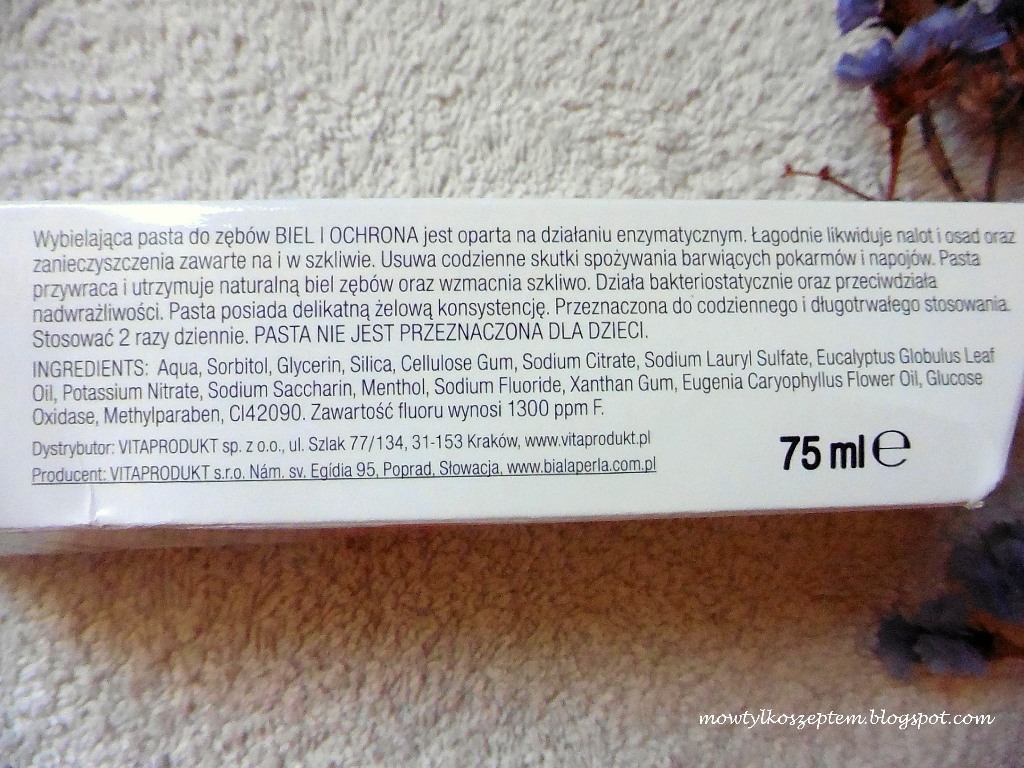 Wybielająca pasta do zębów BIEL I OCHRONA jest oparta na działaniu enzymatycznym. Łagodnie likwiduje nalot i osad oraz
zanieczyszczenia zawarte na i w szkliwie. Usuwa codzienne skutki spożywania barwiących pokarmów i napojów. Pasta
przywraca i utrzymuje naturalną biel zębów oraz wzmacnia szkliwo. Działa bakteriostatycznie oraz przeciwdziała
nadwrażliwości. Pasta posiada delikatną żelową konsystencję. Przeznaczona do codziennego i długotrwałego stosowania.
Stosować 2 razy dziennie. PASTA NIE JEST PRZEZNACZONA DLA DZIECI.
INGREDIENTS: Aqua, Sorbitol, Glycerin, Silica, Cellulose Gum, Sodium Citrate, Sodium Lauryl Sulfate, Eucalyptus Globulus Leaf
Oil, Potassium Nitrate, Sodium Saccharin, Menthol, Sodium Fluoride, Xanthan Gum, Eugenia Caryophyllus Flower Oil, Glucose
Oxidase, Methylparaben, CI42090. Zawartość fluoru wynosi 1300 ppm F.
Dystrybutor: VITAPRODUKT sp. z o.o., ul. Szlak 77/134, 31-153 Kraków, www.vitaprodukt.pl
Producent: VITAPRODUKT s.r.o. Nám. sv. Egídia 95, Poprad, Słowacja, www.bialaperla.com.pl
75 ml ℮
mowtylkoszeptem.blogspot.com